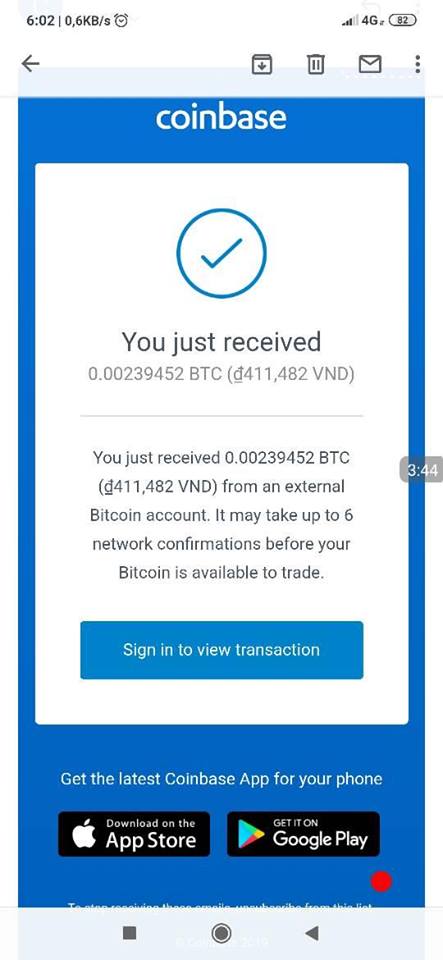 6:02 | 0,6KB/s
4G
82
coinbase
You just received
0.00239452 BTC (₫411,482 VND)
You just received 0.00239452 BTC
(₫411,482 VND) from an external
Bitcoin account. It may take up to 6
network confirmations before your
Bitcoin is available to trade.
3:44
Sign in to view transaction
Get the latest Coinbase App for your phone
Download on the
App Store
GET IT ON
Google Play
To stop receiving these emails, unsubscribe from this list.
© Coinbase 2019